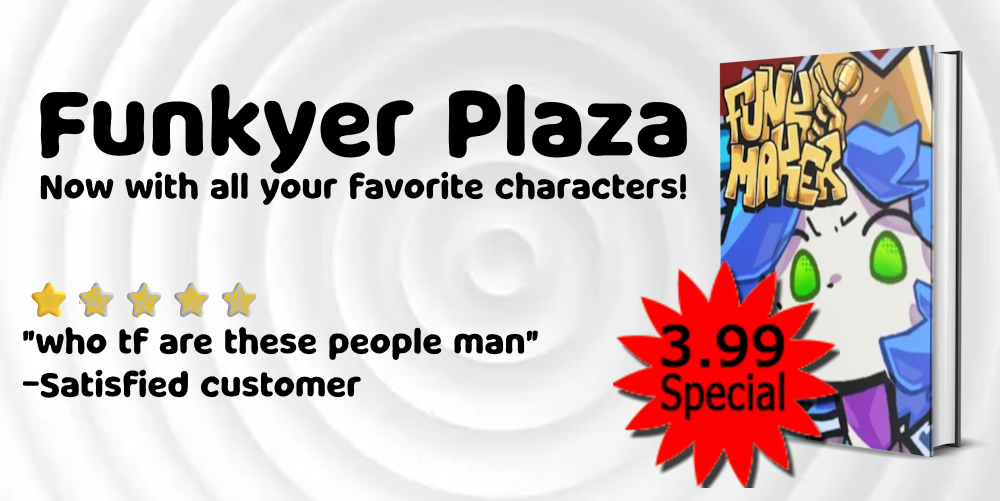 Funkyer Plaza
Now with all your favorite characters!
"who tf are these people man"
-Satisfied customer
FUNKY
MAKER
3.99
Special